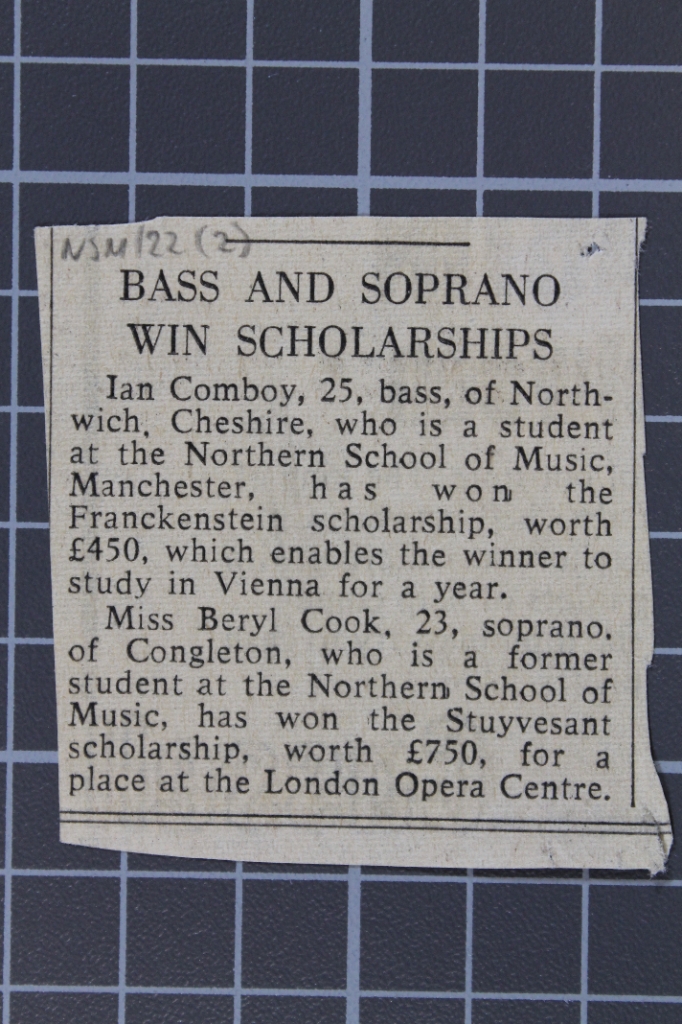 NSM/22 (2)
BASS AND SOPRANO
WIN SCHOLARSHIPS
Ian Comboy, 25, bass, of North-
wich, Cheshire, who is a student
at the Northern School of Music,
Manchester, has won the
Franckenstein scholarship, worth
£450, which enables the winner to
study in Vienna for a year.
Miss Beryl Cook, 23, soprano,
of Congleton, who is a former
student at the Northern School of
Music, has won the Stuyvesant
scholarship, worth £750, for a
place at the London Opera Centre.